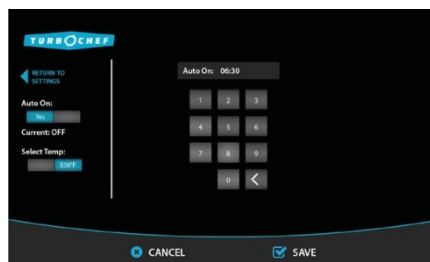 TURBOCHEF
RETURN TO
SETTINGS
Auto On:
Yes
Current: OFF
Select Temp:
500°F
Auto On: 06:30
1 2 3
4 5 6
7 8 9
0 <
CANCEL
SAVE